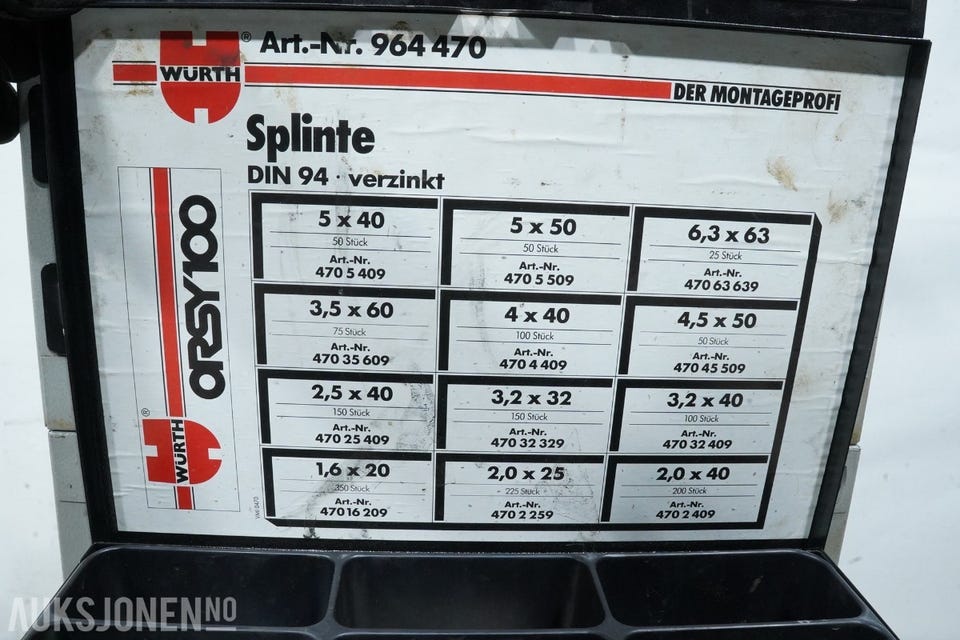 WÜRTH ® Art.-Nr. 964 470
DER MONTAGEPROFI
Splinte
DIN 94 · verzinkt
ORSY100
® WÜRTH
5 x 40
50 Stück
Art.-Nr.
470 5 409
5 x 50
50 Stück
Art.-Nr.
470 5 509
6,3 x 63
25 Stück
Art.-Nr.
470 63 639
3,5 x 60
75 Stück
Art.-Nr.
470 35 609
4 x 40
100 Stück
Art.-Nr.
470 4 409
4,5 x 50
50 Stück
Art.-Nr.
470 45 509
2,5 x 40
150 Stück
Art.-Nr.
470 25 409
3,2 x 32
150 Stück
Art.-Nr.
470 32 329
3,2 x 40
100 Stück
Art.-Nr.
470 32 409
1,6 x 20
350 Stück
Art.-Nr.
470 16 209
2,0 x 25
225 Stück
Art.-Nr.
470 2 259
2,0 x 40
200 Stück
Art.-Nr.
470 2 409
AUKSJONEN.NO